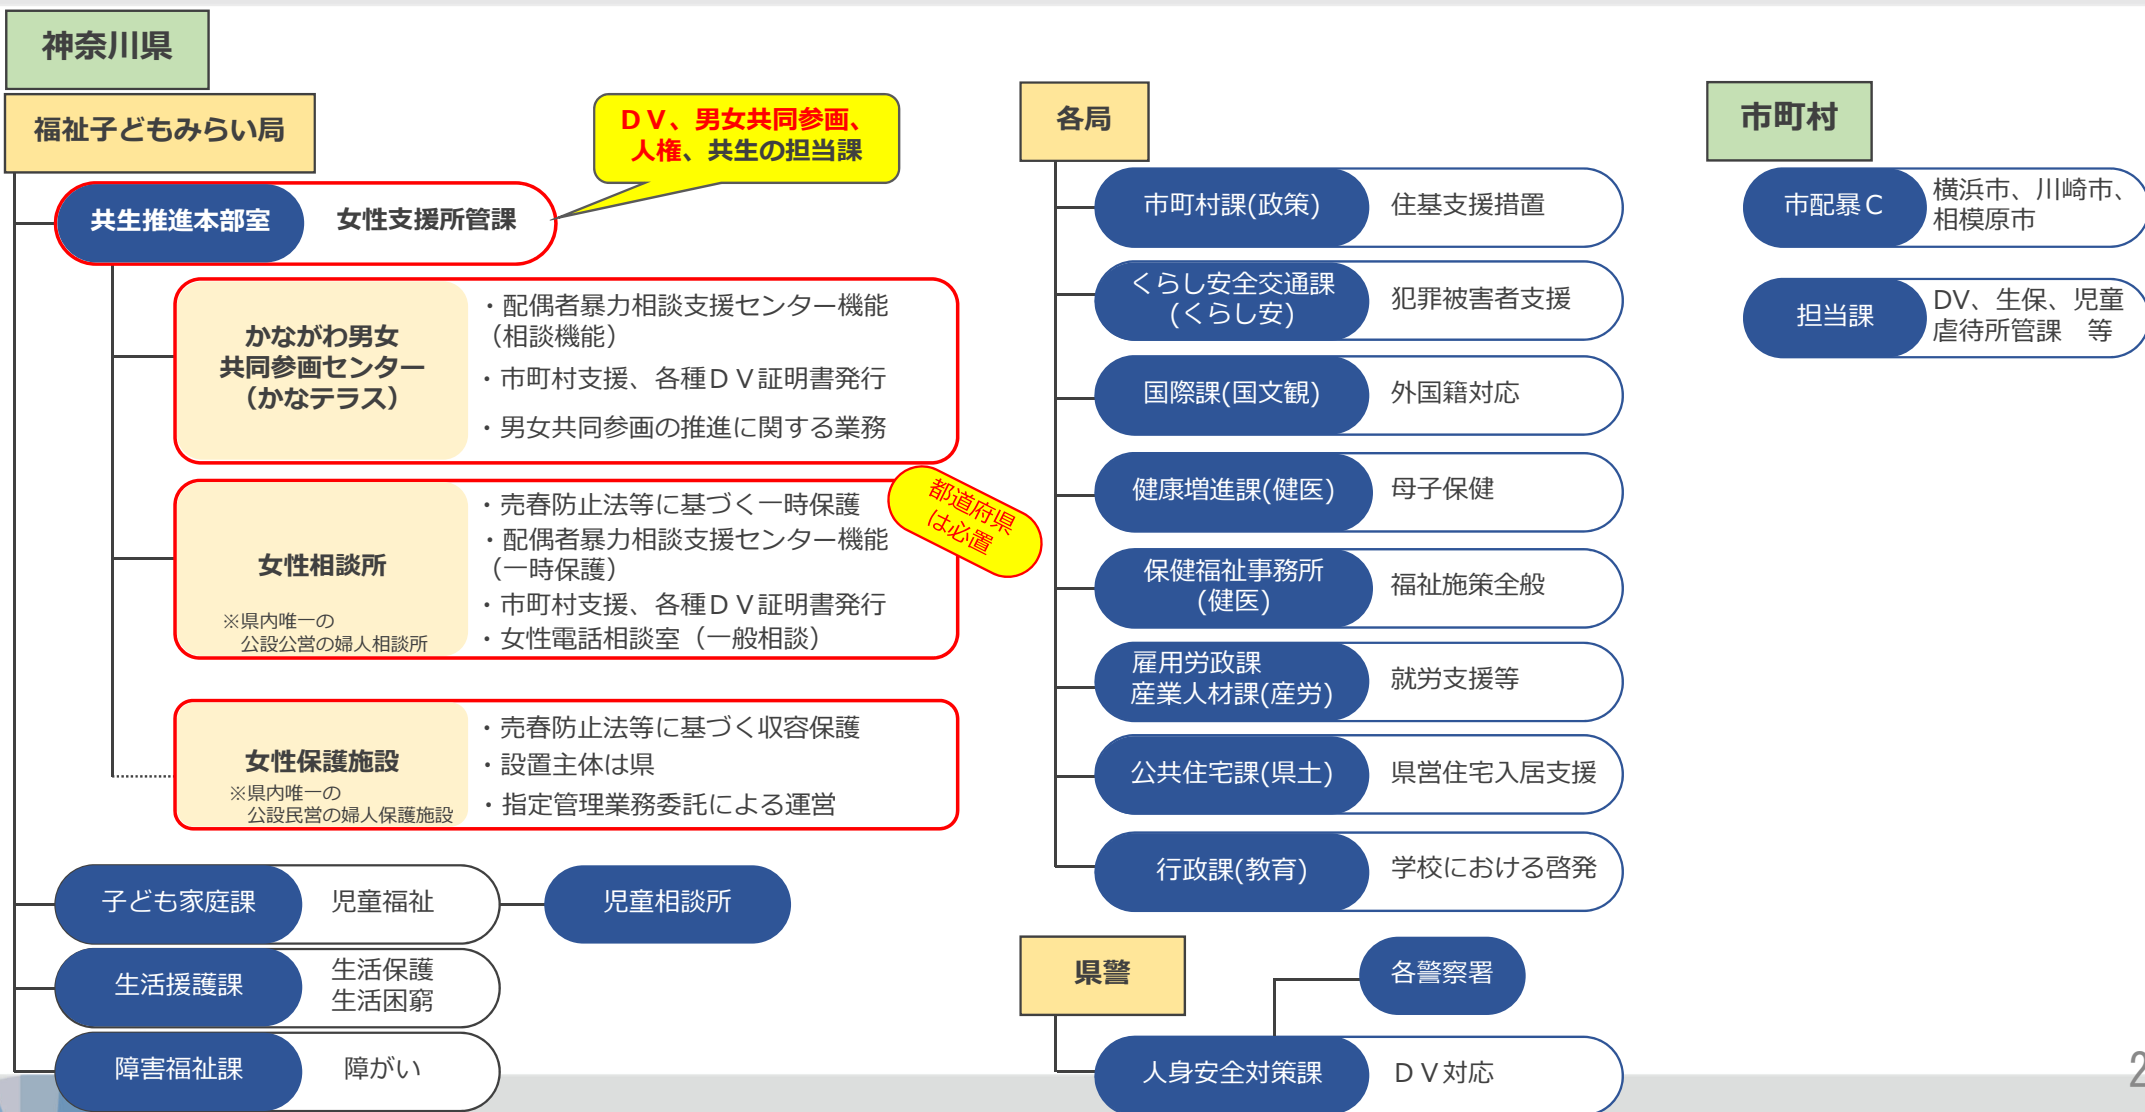 神奈川県
福祉子どもみらい局
ＤＶ、男女共同参画、
人権、共生の担当課
共生推進本部室
女性支援所管課
かながわ男女
共同参画センター
（かなテラス）
・配偶者暴力相談支援センター機能
（相談機能）
・市町村支援、各種ＤＶ証明書発行
・男女共同参画の推進に関する業務
都道府県
は必置
女性相談所
※県内唯一の
公設公営の婦人相談所
・売春防止法等に基づく一時保護
・配偶者暴力相談支援センター機能
（一時保護）
・市町村支援、各種ＤＶ証明書発行
・女性電話相談室（一般相談）
女性保護施設
※県内唯一の
公設民営の婦人保護施設
・売春防止法等に基づく収容保護
・設置主体は県
・指定管理業務委託による運営
子ども家庭課
児童福祉
児童相談所
生活援護課
生活保護
生活困窮
障害福祉課
障がい
各局
市町村課(政策)
住基支援措置
くらし安全交通課
(くらし安)
犯罪被害者支援
国際課(国文観)
外国籍対応
健康増進課(健医)
母子保健
保健福祉事務所
(健医)
福祉施策全般
雇用労政課
産業人材課(産労)
就労支援等
公共住宅課(県土)
県営住宅入居支援
行政課(教育)
学校における啓発
県警
各警察署
人身安全対策課
ＤＶ対応
市町村
市配暴Ｃ
横浜市、川崎市、
相模原市
担当課
DV、生保、児童
虐待所管課　等
2